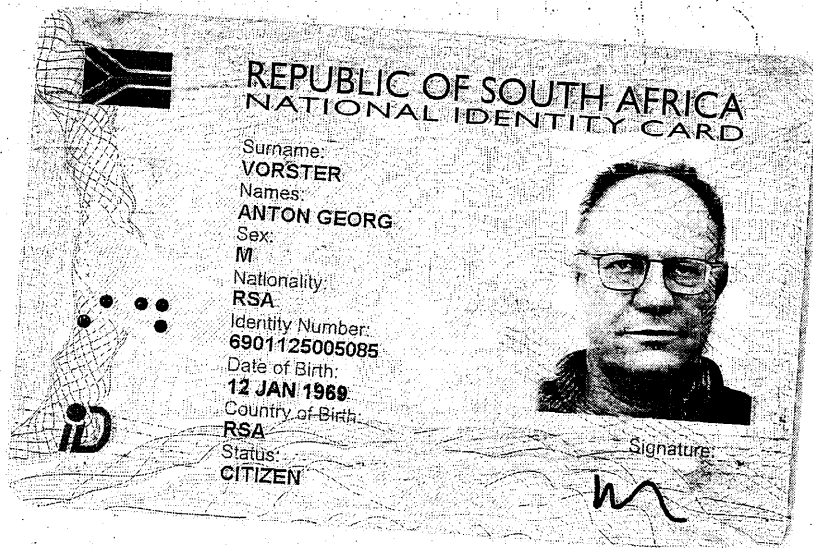 REPUBLIC OF SOUTH AFRICA
NATIONAL IDENTITY CARD
Surname:
VORSTER
Names:
ANTON GEORG
Sex:
M
Nationality:
RSA
Identity Number:
6901125005085
Date of Birth:
12 JAN 1969
Country of Birth:
RSA
Status:
CITIZEN
iD
Signature: